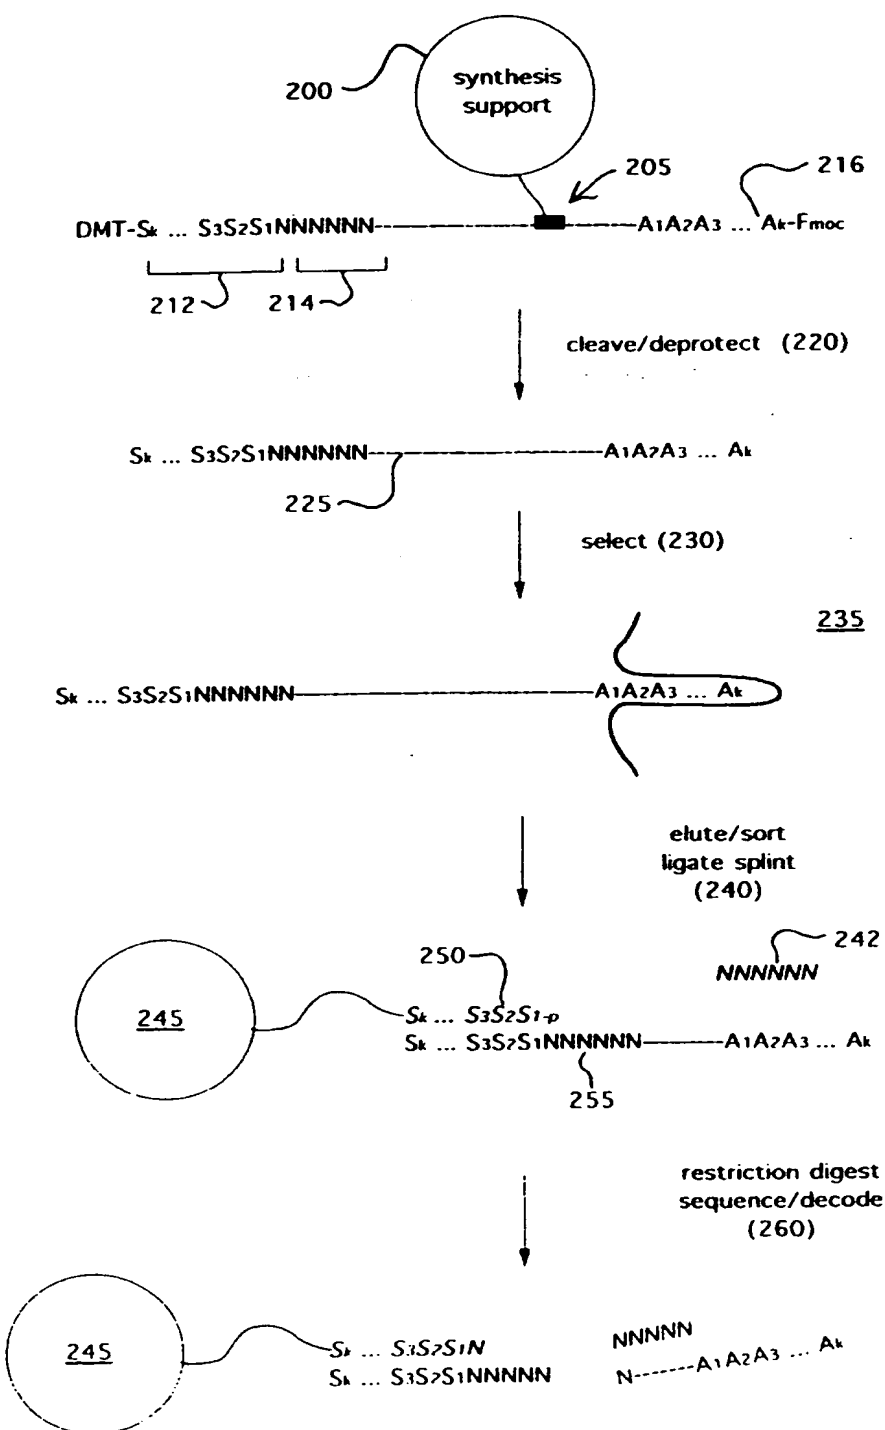 synthesis
support
200
205
216
DMT-Sk ... S3S2S1NNNNNN
A1A2A3 ... Ak-Fmoc
212
214
cleave/deprotect (220)
Sk ... S3S2S1NNNNNN
A1A2A3 ... Ak
225
select (230)
235
Sk ... S3S2S1NNNNNN
A1A2A3 ... Ak
elute/sort
ligate splint
(240)
242
250
NNNNNN
245
Sk ... S3S2S1-p
Sk ... S3S2S1NNNNNN
A1A2A3 ... Ak
255
restriction digest
sequence/decode
(260)
245
Sk ... S3S2S1N
NNNNN
Sk ... S3S2S1NNNNN
N-------A1A2A3 ... Ak